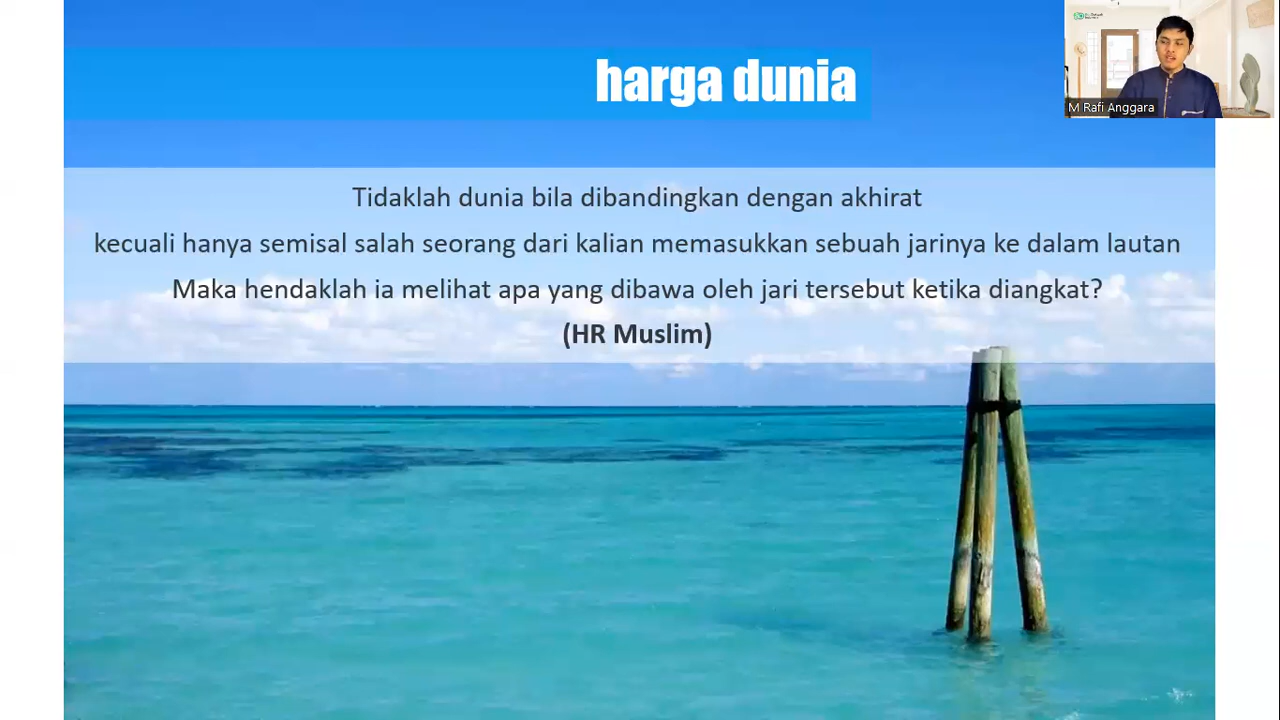 harga dunia
Tidaklah dunia bila dibandingkan dengan akhirat
kecuali hanya semisal salah seorang dari kalian memasukkan sebuah jarinya ke dalam lautan
Maka hendaklah ia melihat apa yang dibawa oleh jari tersebut ketika diangkat?
(HR Muslim)
M Rafi Anggara